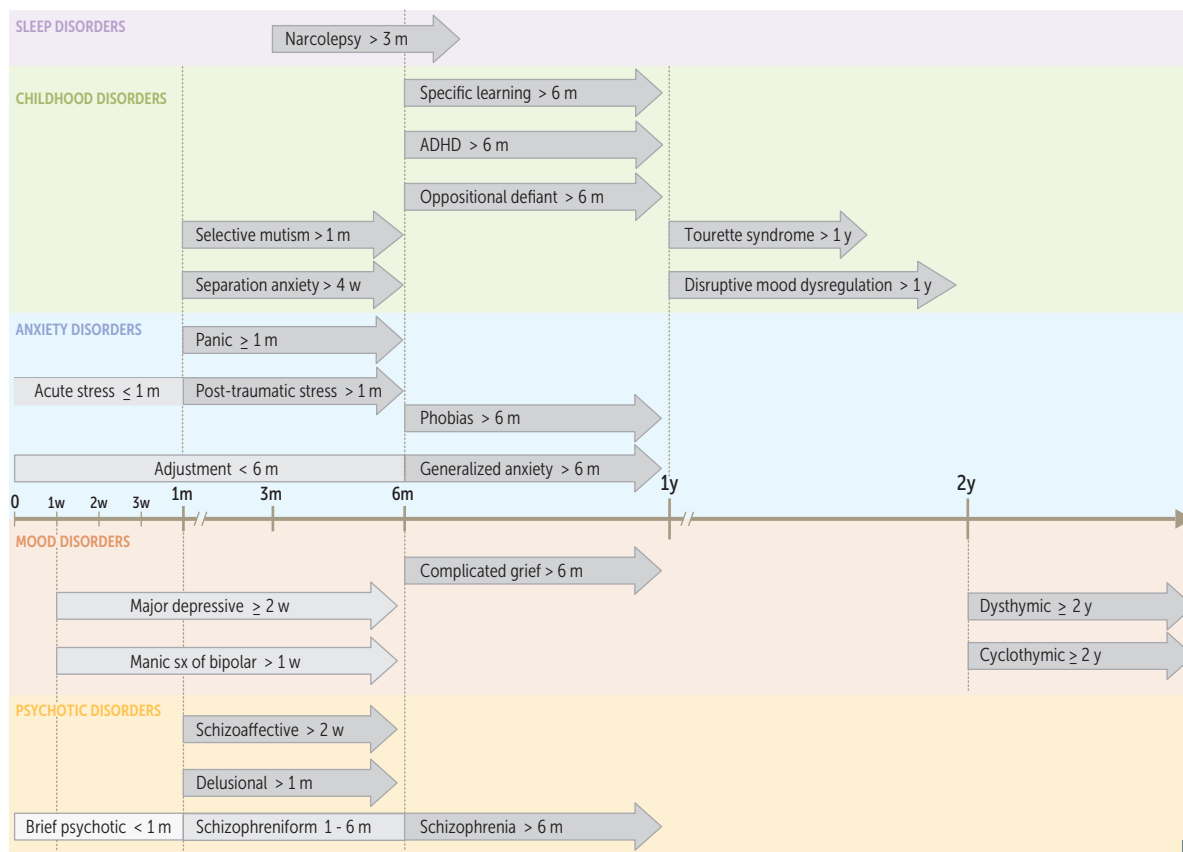 SLEEP DISORDERS
Narcolepsy > 3 m
CHILDHOOD DISORDERS
Specific learning > 6 m
ADHD > 6 m
Oppositional defiant > 6 m
Selective mutism > 1 m
Tourette syndrome > 1 y
Separation anxiety > 4 w
Disruptive mood dysregulation > 1 y
ANXIETY DISORDERS
Panic ≥ 1 m
Acute stress ≤ 1 m
Post-traumatic stress > 1 m
Phobias > 6 m
Adjustment < 6 m
Generalized anxiety > 6 m
0 1w 2w 3w 1m 3m 6m 1y 2y
MOOD DISORDERS
Complicated grief > 6 m
Major depressive ≥ 2 w
Dysthymic ≥ 2 y
Manic sx of bipolar > 1 w
Cyclothymic ≥ 2 y
PSYCHOTIC DISORDERS
Schizoaffective > 2 w
Delusional > 1 m
Brief psychotic < 1 m
Schizophreniform 1 - 6 m
Schizophrenia > 6 m